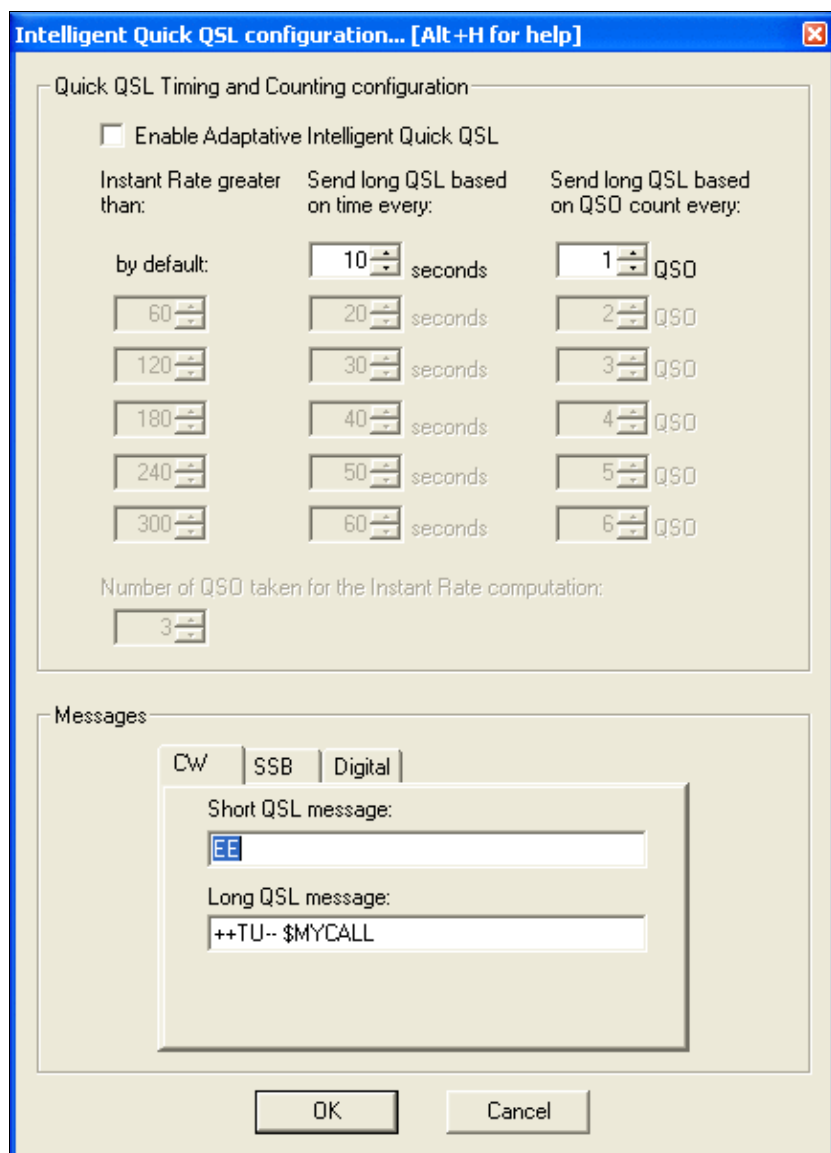 Intelligent Quick QSL configuration... [Alt+H for help]
Quick QSL Timing and Counting configuration
Enable Adaptative Intelligent Quick QSL
Instant Rate greater than:
Send long QSL based on time every:
Send long QSL based on QSO count every:
by default: 10 seconds 1 QSO
60 20 seconds 2 QSO
120 30 seconds 3 QSO
180 40 seconds 4 QSO
240 50 seconds 5 QSO
300 60 seconds 6 QSO
Number of QSO taken for the Instant Rate computation:
3
Messages
CW SSB Digital
Short QSL message:
EE
Long QSL message:
++TU-- $MYCALL
OK Cancel